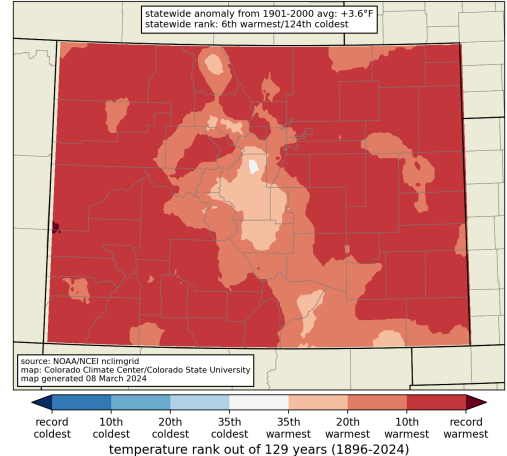 statewide anomaly from 1901-2000 avg: +3.6°F
statewide rank: 6th warmest/124th coldest
source: NOAA/NCEI nclimgrid
map: Colorado Climate Center/Colorado State University
map generated 08 March 2024
record 10th 20th 35th 35th 20th 10th record
coldest coldest coldest coldest warmest warmest warmest warmest
temperature rank out of 129 years (1896-2024)